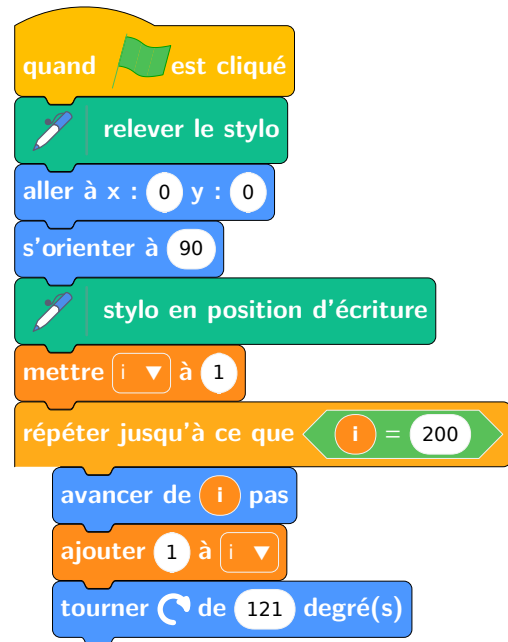 quand est cliqué
relever le stylo
aller à x : 0 y : 0
s'orienter à 90
stylo en position d'écriture
mettre i à 1
répéter jusqu'à ce que i = 200
avancer de i pas
ajouter 1 à i
tourner de 121 degré(s)